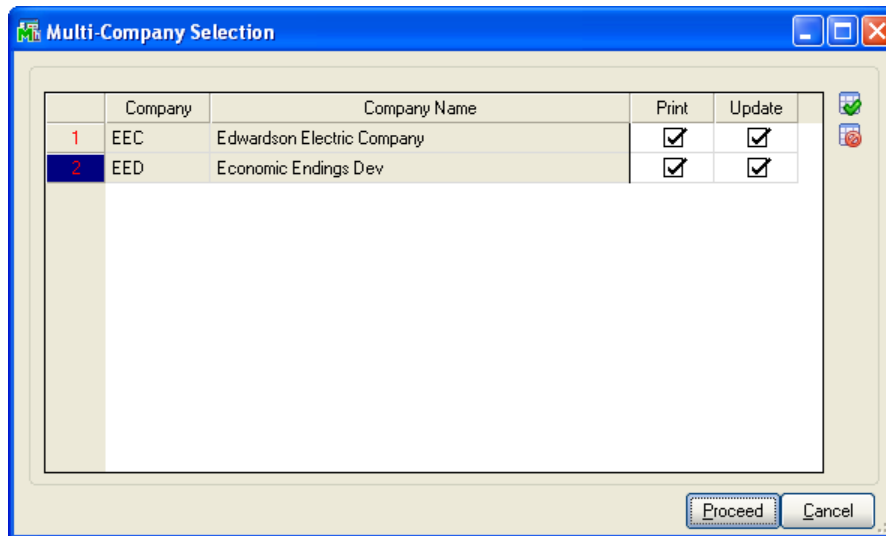 Multi-Company Selection
Company Company Name Print Update
1 EEC Edwardson Electric Company
2 EED Economic Endings Dev
Proceed Cancel